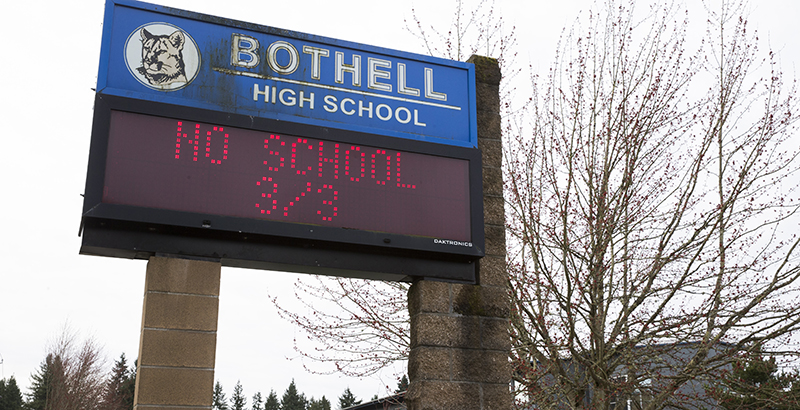 BOTHELL
HIGH SCHOOL
NO SCHOOL
3/3
DAKTRONICS